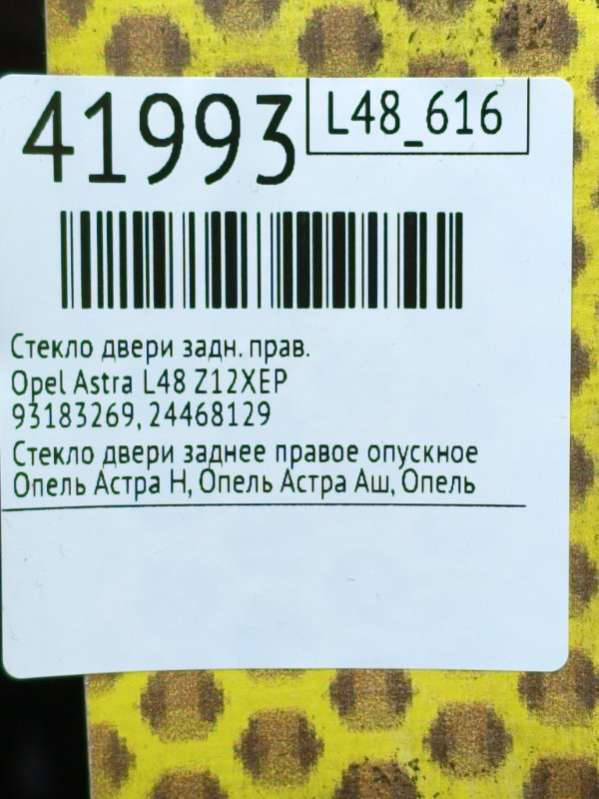 41993
L48_616
Стекло двери задн. прав.
Opel Astra L48 Z12XEP
93183269, 24468129
Стекло двери заднее правое опускное
Опель Астра Н, Опель Астра Аш, Опель